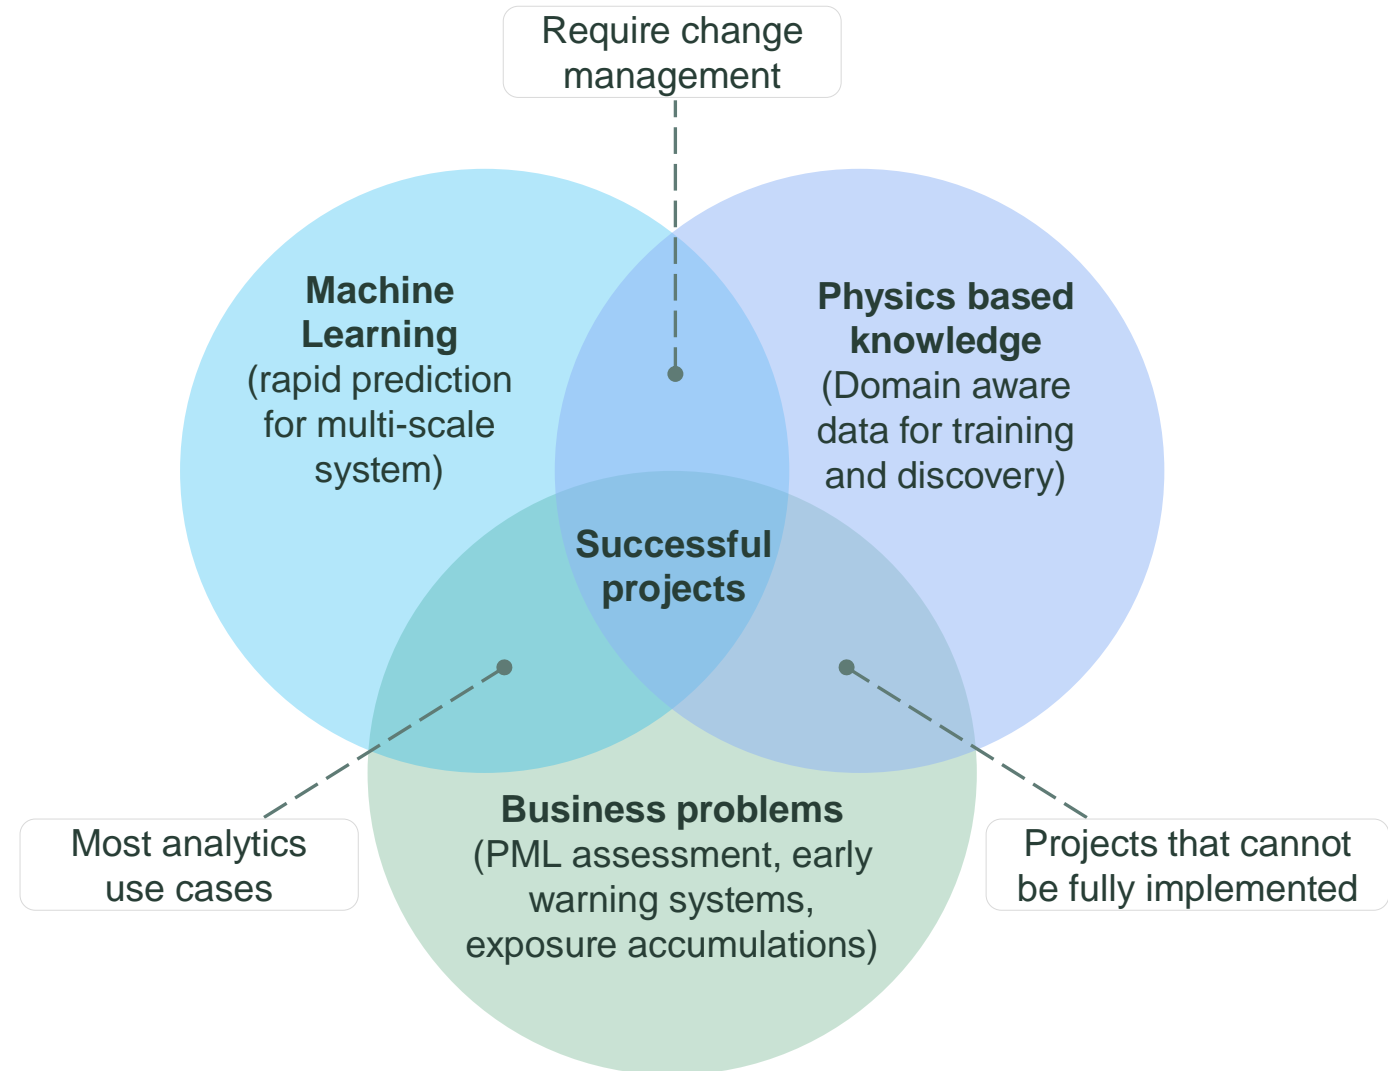 Require change
management
Machine
Learning
(rapid prediction
for multi-scale
system)
Physics based
knowledge
(Domain aware
data for training
and discovery)
Successful
projects
Most analytics
use cases
Business problems
(PML assessment, early
warning systems,
exposure accumulations)
Projects that cannot
be fully implemented